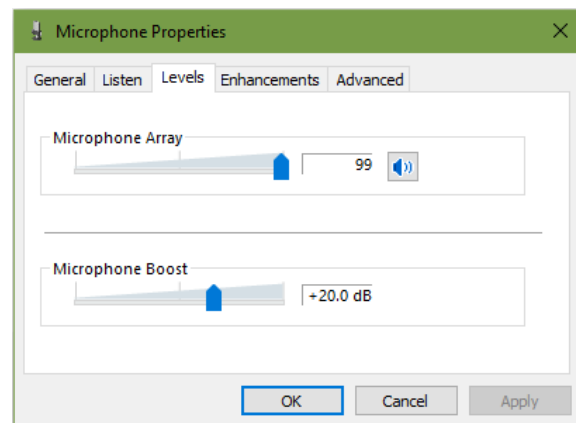 Microphone Properties
General Listen Levels Enhancements Advanced
Microphone Array
99
Microphone Boost
+20.0 dB
OK Cancel Apply